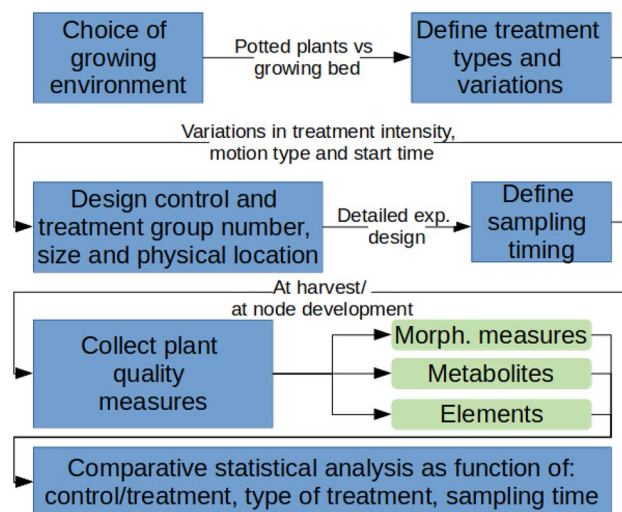 Choice of
growing
environment
Potted plants vs
growing bed
Define treatment
types and
variations
Variations in treatment intensity,
motion type and start time
Design control and
treatment group number,
size and physical location
Detailed exp.
design
Define
sampling
timing
At harvest/
at node development
Collect plant
quality
measures
Morph. measures
Metabolites
Elements
Comparative statistical analysis as function of:
control/treatment, type of treatment, sampling time